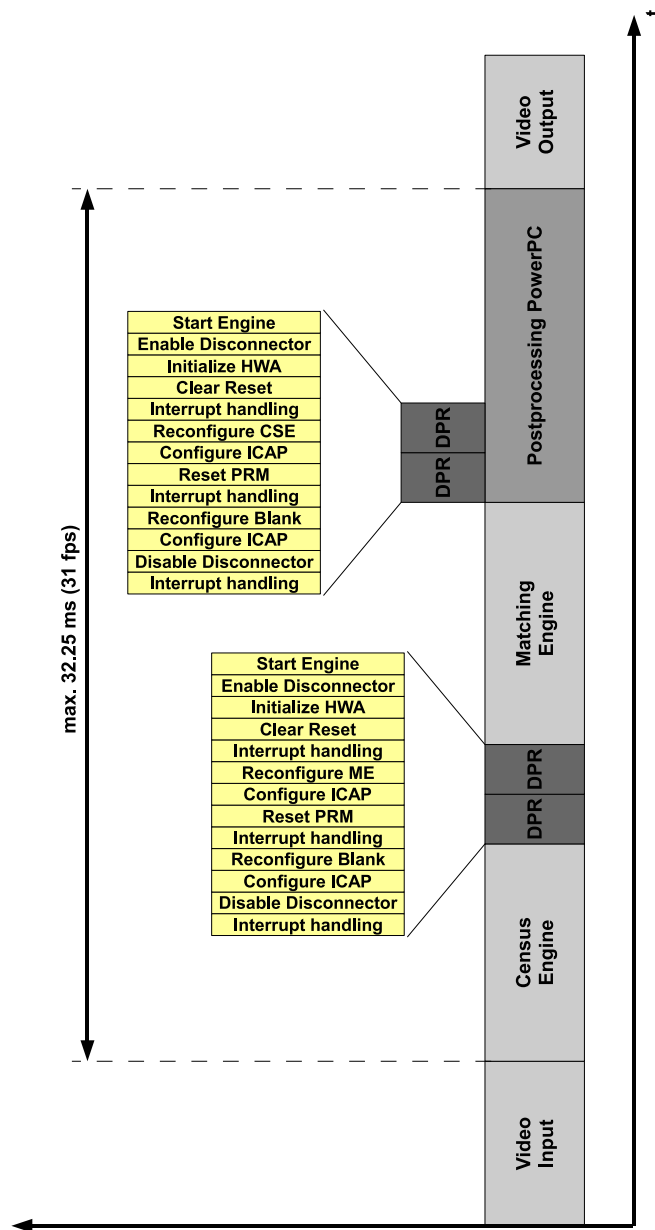 t
Video
Output
Postprocessing PowerPC
Start Engine
Enable Disconnector
Initialize HWA
Clear Reset
Interrupt handling
Reconfigure CSE
Configure ICAP
Reset PRM
Interrupt handling
Reconfigure Blank
Configure ICAP
Disable Disconnector
Interrupt handling
DPR
DPR
max. 32.25 ms (31 fps)
Matching
Engine
Start Engine
Enable Disconnector
Initialize HWA
Clear Reset
Interrupt handling
Reconfigure ME
Configure ICAP
Reset PRM
Interrupt handling
Reconfigure Blank
Configure ICAP
Disable Disconnector
Interrupt handling
DPR
DPR
Census
Engine
Video
Input